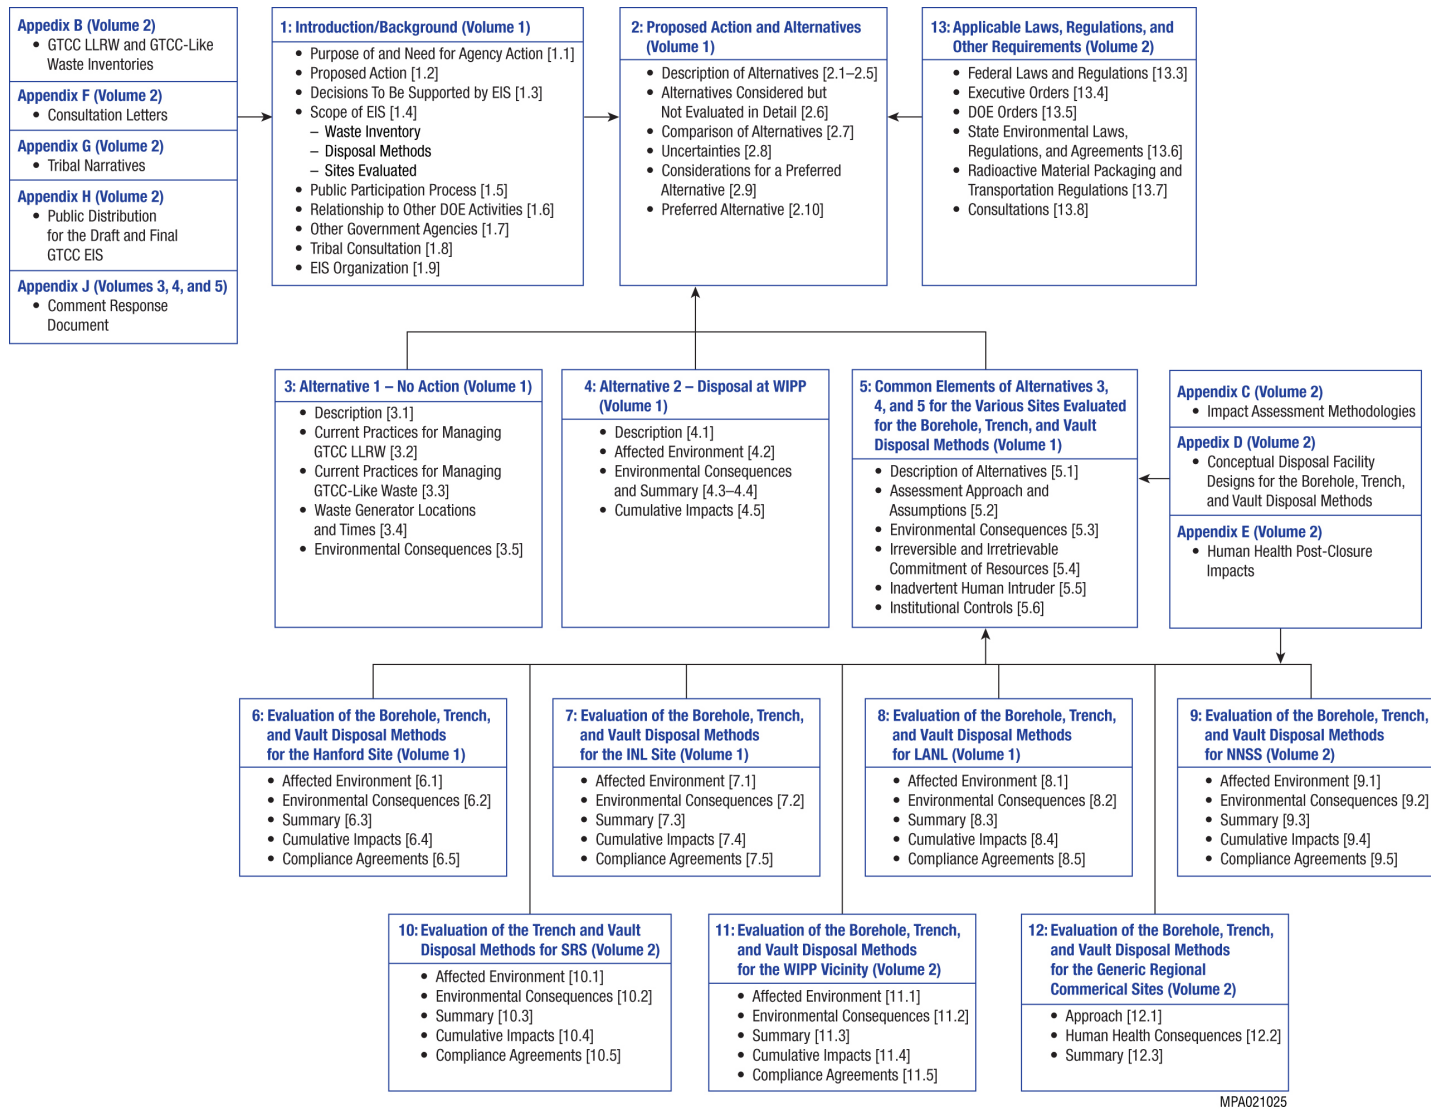 Appedix B (Volume 2)
• GTCC LLRW and GTCC-Like
Waste Inventories
Appendix F (Volume 2)
• Consultation Letters
Appendix G (Volume 2)
• Tribal Narratives
Appendix H (Volume 2)
• Public Distribution
for the Draft and Final
GTCC EIS
Appendix J (Volumes 3, 4, and 5)
• Comment Response
Document
1: Introduction/Background (Volume 1)
• Purpose of and Need for Agency Action [1.1]
• Proposed Action [1.2]
• Decisions To Be Supported by EIS [1.3]
• Scope of EIS [1.4]
– Waste Inventory
– Disposal Methods
– Sites Evaluated
• Public Participation Process [1.5]
• Relationship to Other DOE Activities [1.6]
• Other Government Agencies [1.7]
• Tribal Consultation [1.8]
• EIS Organization [1.9]
2: Proposed Action and Alternatives
(Volume 1)
• Description of Alternatives [2.1–2.5]
• Alternatives Considered but
Not Evaluated in Detail [2.6]
• Comparison of Alternatives [2.7]
• Uncertainties [2.8]
• Considerations for a Preferred
Alternative [2.9]
• Preferred Alternative [2.10]
13: Applicable Laws, Regulations, and
Other Requirements (Volume 2)
• Federal Laws and Regulations [13.3]
• Executive Orders [13.4]
• DOE Orders [13.5]
• State Environmental Laws,
Regulations, and Agreements [13.6]
• Radioactive Material Packaging and
Transportation Regulations [13.7]
• Consultations [13.8]
3: Alternative 1 – No Action (Volume 1)
• Description [3.1]
• Current Practices for Managing
GTCC LLRW [3.2]
• Current Practices for Managing
GTCC-Like Waste [3.3]
• Waste Generator Locations
and Times [3.4]
• Environmental Consequences [3.5]
4: Alternative 2 – Disposal at WIPP
(Volume 1)
• Description [4.1]
• Affected Environment [4.2]
• Environmental Consequences
and Summary [4.3–4.4]
• Cumulative Impacts [4.5]
5: Common Elements of Alternatives 3,
4, and 5 for the Various Sites Evaluated
for the Borehole, Trench, and Vault
Disposal Methods (Volume 1)
• Description of Alternatives [5.1]
• Assessment Approach and
Assumptions [5.2]
• Environmental Consequences [5.3]
• Irreversible and Irretrievable
Commitment of Resources [5.4]
• Inadvertent Human Intruder [5.5]
• Institutional Controls [5.6]
Appendix C (Volume 2)
• Impact Assessment Methodologies
Appedix D (Volume 2)
• Conceptual Disposal Facility
Designs for the Borehole, Trench,
and Vault Disposal Methods
Appendix E (Volume 2)
• Human Health Post-Closure
Impacts
6: Evaluation of the Borehole, Trench,
and Vault Disposal Methods
for the Hanford Site (Volume 1)
• Affected Environment [6.1]
• Environmental Consequences [6.2]
• Summary [6.3]
• Cumulative Impacts [6.4]
• Compliance Agreements [6.5]
7: Evaluation of the Borehole, Trench,
and Vault Disposal Methods
for the INL Site (Volume 1)
• Affected Environment [7.1]
• Environmental Consequences [7.2]
• Summary [7.3]
• Cumulative Impacts [7.4]
• Compliance Agreements [7.5]
8: Evaluation of the Borehole, Trench,
and Vault Disposal Methods
for LANL (Volume 1)
• Affected Environment [8.1]
• Environmental Consequences [8.2]
• Summary [8.3]
• Cumulative Impacts [8.4]
• Compliance Agreements [8.5]
9: Evaluation of the Borehole, Trench,
and Vault Disposal Methods
for NNSS (Volume 2)
• Affected Environment [9.1]
• Environmental Consequences [9.2]
• Summary [9.3]
• Cumulative Impacts [9.4]
• Compliance Agreements [9.5]
10: Evaluation of the Trench and Vault
Disposal Methods for SRS (Volume 2)
• Affected Environment [10.1]
• Environmental Consequences [10.2]
• Summary [10.3]
• Cumulative Impacts [10.4]
• Compliance Agreements [10.5]
11: Evaluation of the Borehole, Trench,
and Vault Disposal Methods
for the WIPP Vicinity (Volume 2)
• Affected Environment [11.1]
• Environmental Consequences [11.2]
• Summary [11.3]
• Cumulative Impacts [11.4]
• Compliance Agreements [11.5]
12: Evaluation of the Borehole, Trench,
and Vault Disposal Methods
for the Generic Regional
Commerical Sites (Volume 2)
• Approach [12.1]
• Human Health Consequences [12.2]
• Summary [12.3]
MPA021025